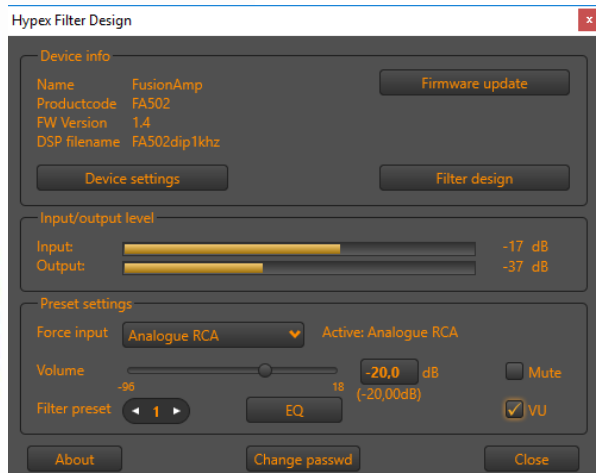 Hypex Filter Design
x
Device info
Name FusionAmp
Firmware update
Productcode FA502
FW Version 1.4
DSP filename FA502dip1khz
Device settings
Filter design
Input/output level
Input: -17 dB
Output: -37 dB
Preset settings
Force input Analogue RCA Active: Analogue RCA
Volume -20,0 dB Mute
-96 18 (-20,00dB)
Filter preset 1 EQ VU
About Change passwd Close